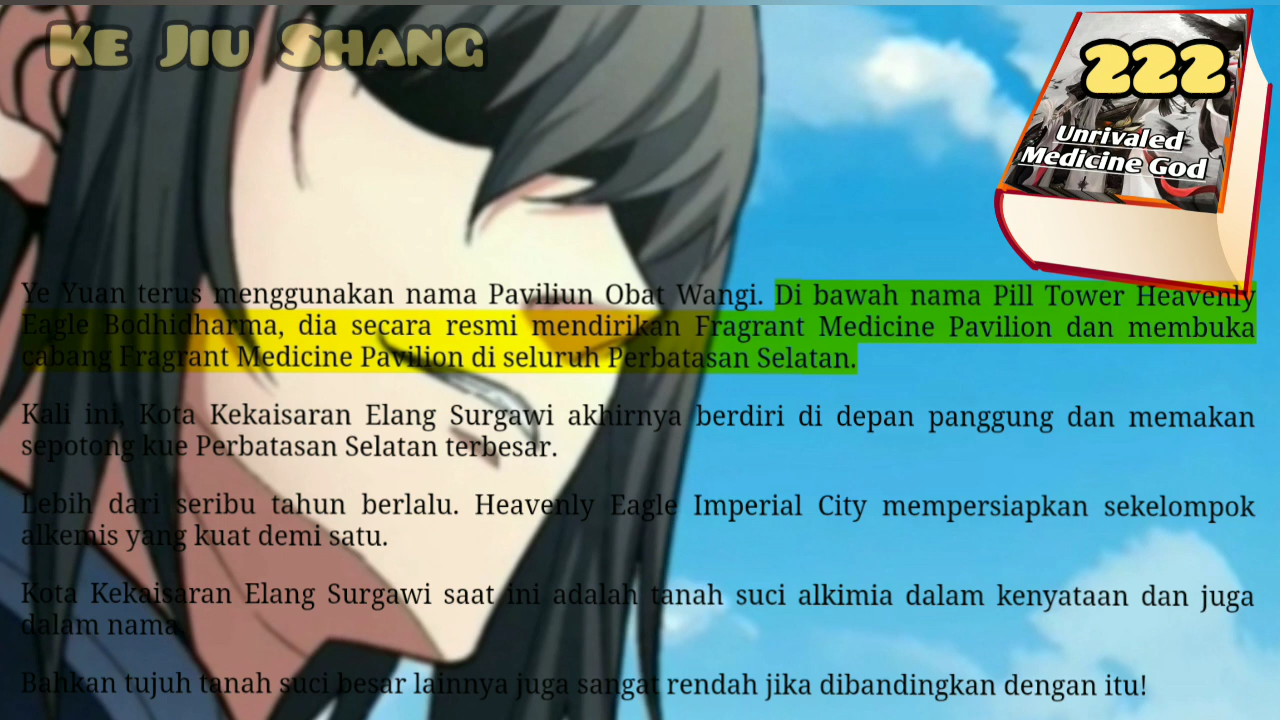 Ke Jiu Shang
222
Unrivaled
Medicine God
Ye Yuan terus menggunakan nama Paviliun Obat Wangi. Di bawah nama Pill Tower Heavenly
Eagle Bodhidharma, dia secara resmi mendirikan Fragrant Medicine Pavilion dan membuka
cabang Fragrant Medicine Pavilion di seluruh Perbatasan Selatan.
Kali ini, Kota Kekaisaran Elang Surgawi akhirnya berdiri di depan panggung dan memakan
sepotong kue Perbatasan Selatan terbesar.
Lebih dari seribu tahun berlalu. Heavenly Eagle Imperial City mempersiapkan sekelompok
alkemis yang kuat demi satu.
Kota Kekaisaran Elang Surgawi saat ini adalah tanah suci alkimia dalam kenyataan dan juga
dalam nama.
Bahkan tujuh tanah suci besar lainnya juga sangat rendah jika dibandingkan dengan itu!